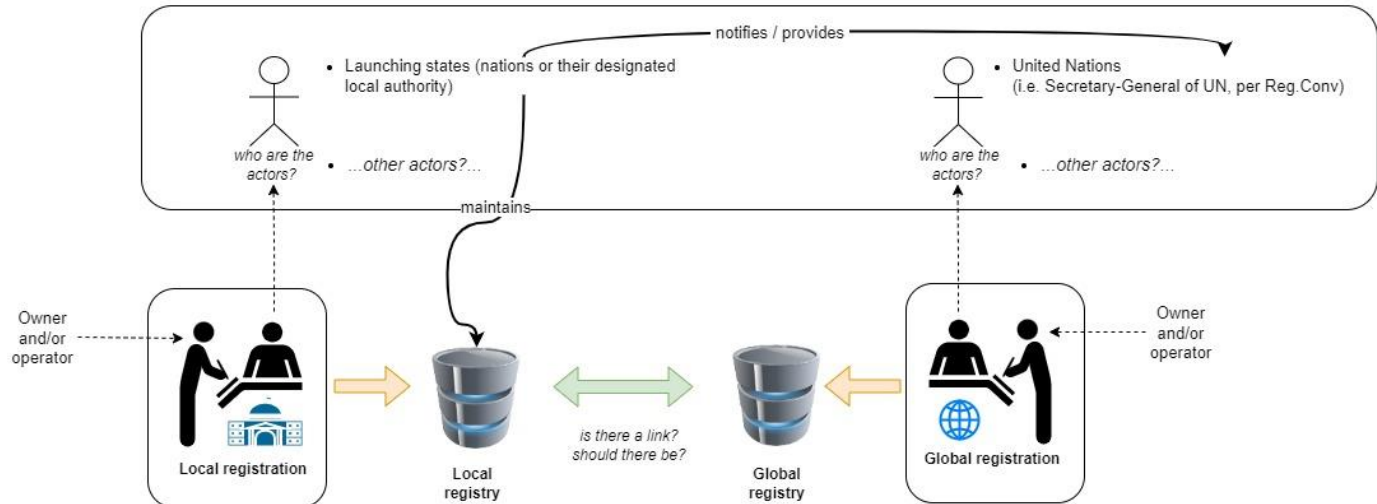 notifies / provides
• Launching states (nations or their designated
local authority)
• United Nations
(i.e. Secretary-General of UN, per Reg.Conv)
who are the
actors?
• ...other actors?...
who are the
actors?
• ...other actors?...
maintains
Owner
and/or
operator
Owner
and/or
operator
Local registration
Local
registry
is there a link?
should there be?
Global
registry
Global registration